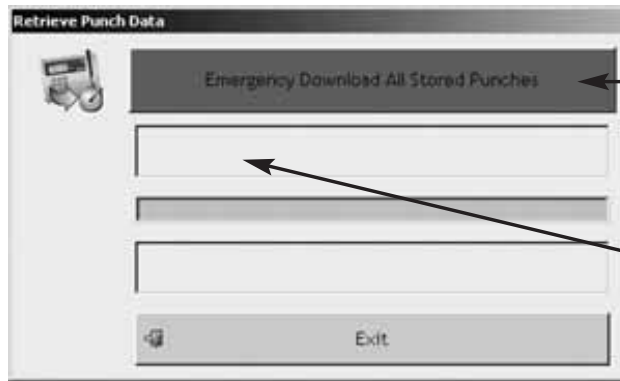 Retrieve Punch Data
Emergency Download All Stored Punches
Exit